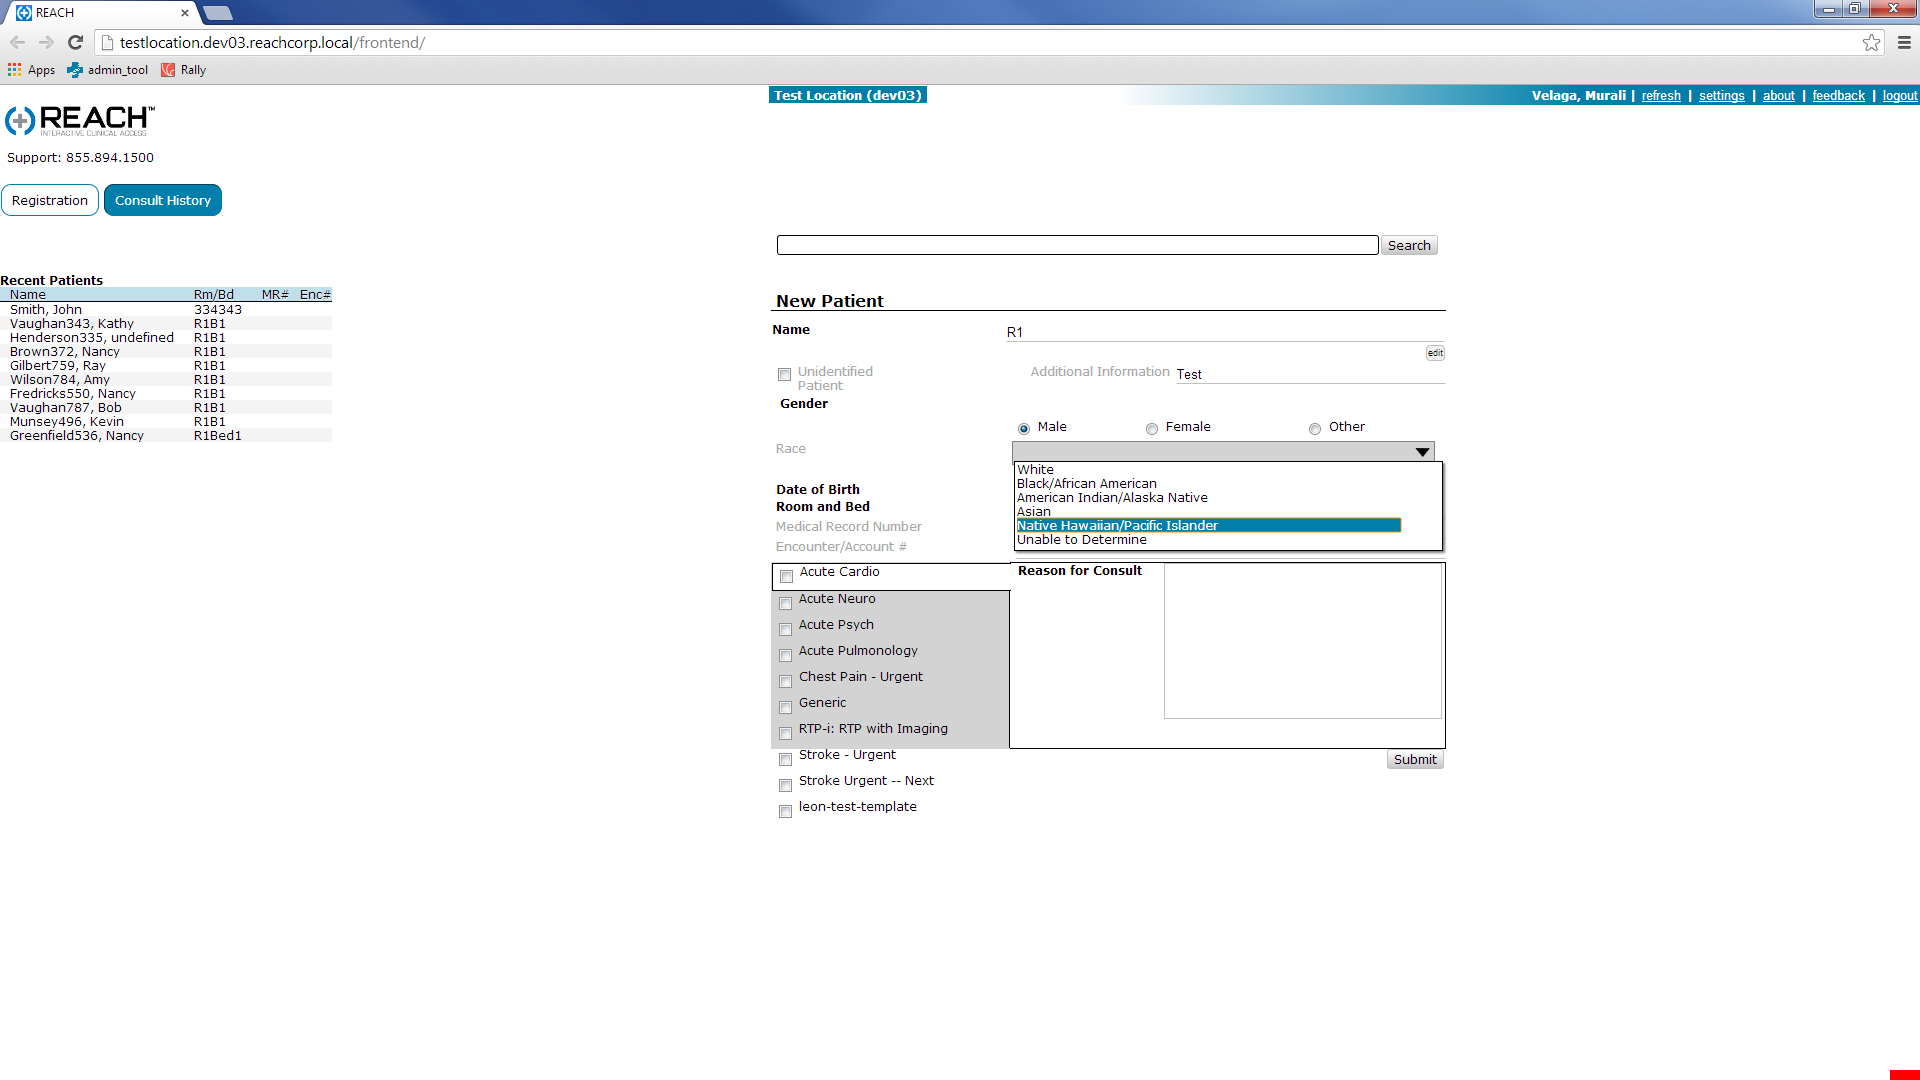 REACH
testlocation.dev03.reachcorp.local/frontend/
Apps admin_tool Rally
Test Location (dev03) Velaga, Murali | refresh | settings | about | feedback | logout
REACH™
INTERACTIVE CLINICAL ACCESS
Support: 855.894.1500
Registration Consult History
Search
Recent Patients
Name Rm/Bd MR# Enc#
Smith, John 334343
Vaughan343, Kathy R1B1
Henderson335, undefined R1B1
Brown372, Nancy R1B1
Gilbert759, Ray R1B1
Wilson784, Amy R1B1
Fredricks550, Nancy R1B1
Vaughan787, Bob R1B1
Munsey496, Kevin R1B1
Greenfield536, Nancy R1Bed1
New Patient
Name R1
edit
Unidentified Patient Additional Information Test
Gender
Male Female Other
Race
White
Black/African American
American Indian/Alaska Native
Asian
Native Hawaiian/Pacific Islander
Unable to Determine
Date of Birth
Room and Bed
Medical Record Number
Encounter/Account #
Acute Cardio
Acute Neuro
Acute Psych
Acute Pulmonology
Chest Pain - Urgent
Generic
RTP-i: RTP with Imaging
Stroke - Urgent
Stroke Urgent -- Next
leon-test-template
Reason for Consult
Submit